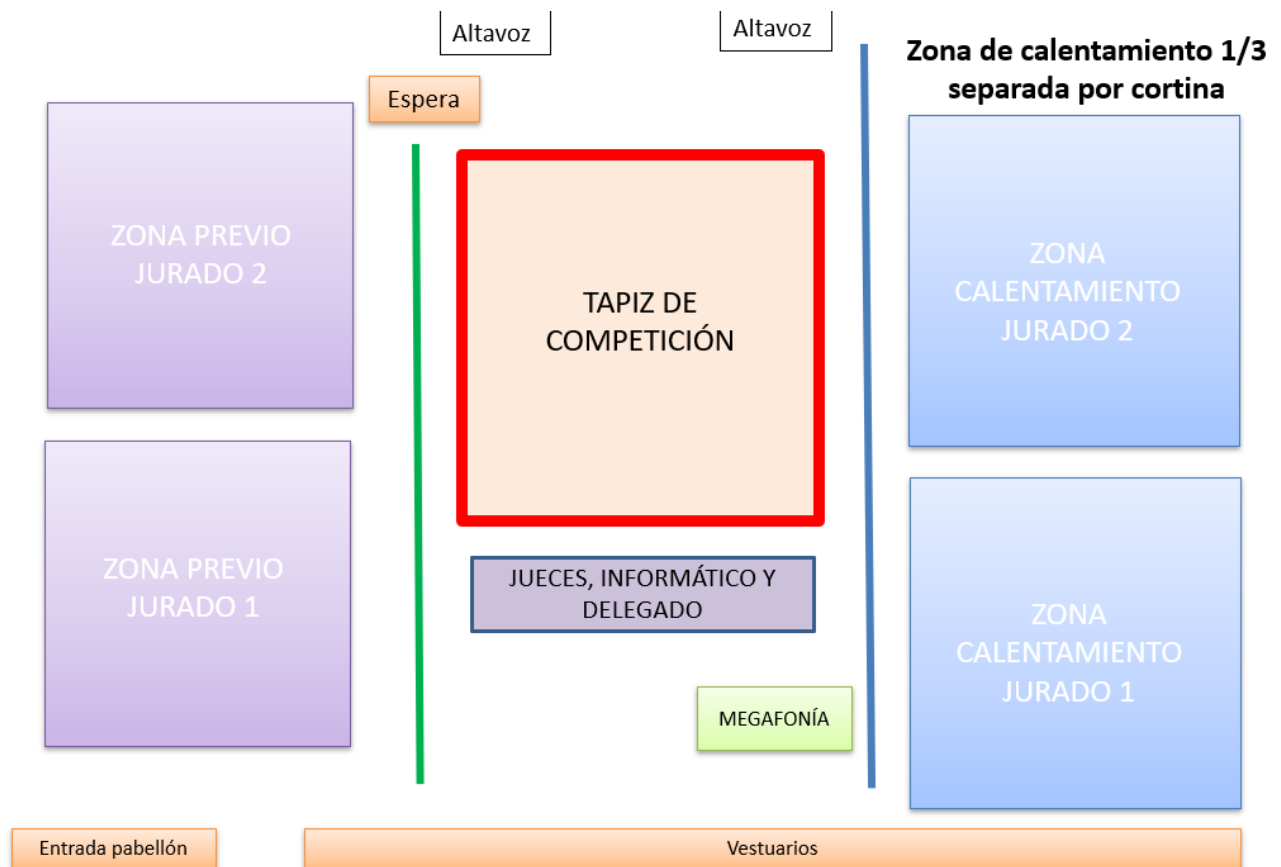 Altavoz
Altavoz
Zona de calentamiento 1/3
separada por cortina
Espera
ZONA PREVIO
JURADO 2
TAPIZ DE
COMPETICIÓN
ZONA
CALENTAMIENTO
JURADO 2
ZONA PREVIO
JURADO 1
JUECES, INFORMÁTICO Y
DELEGADO
ZONA
CALENTAMIENTO
JURADO 1
MEGAFONÍA
Entrada pabellón
Vestuarios